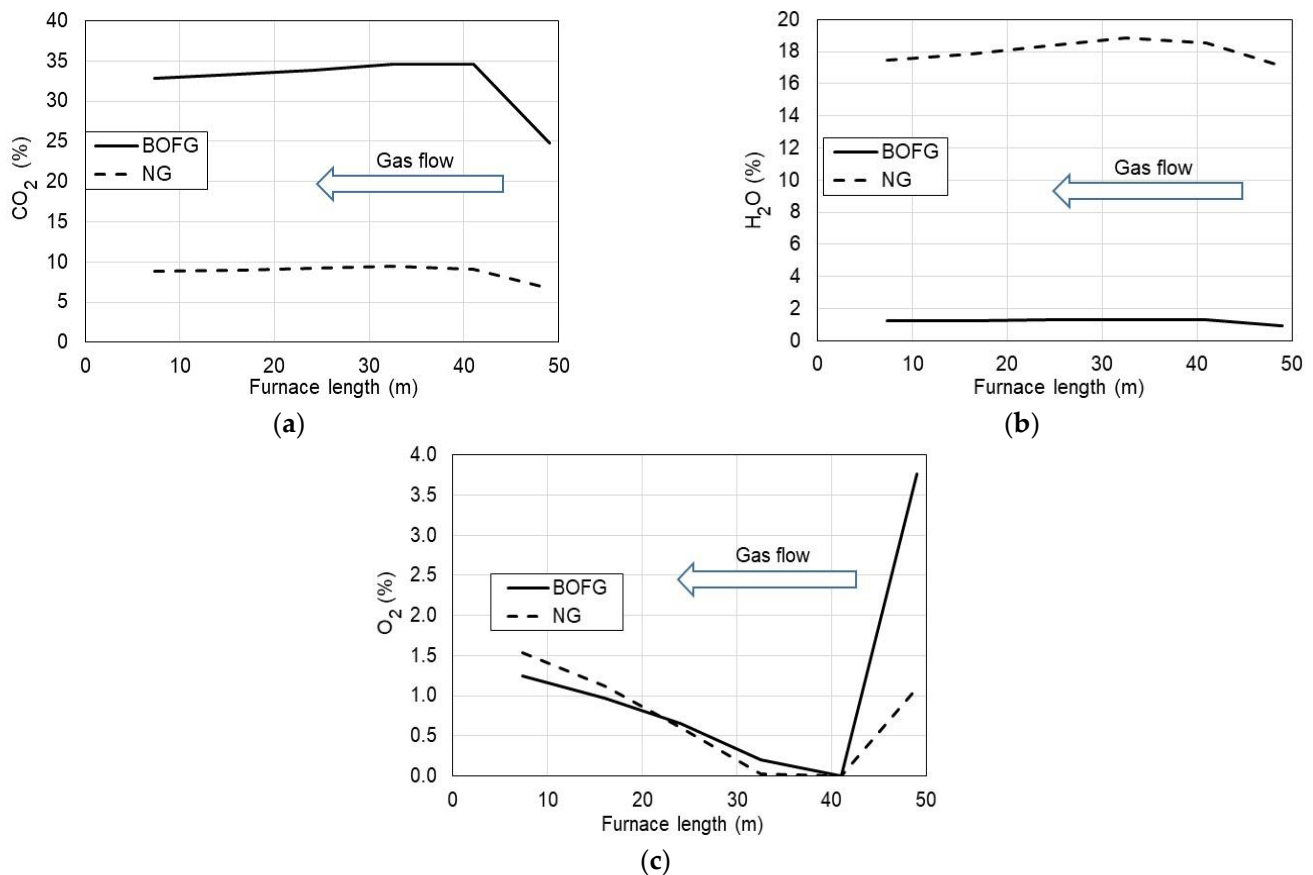 40
35
30
25
20
15
10
5
0
CO2 (%)
BOFG
NG
Gas flow
0 10 20 30 40 50
Furnace length (m)
(a)
20
18
16
14
12
10
8
6
4
2
0
H2O (%)
BOFG
NG
Gas flow
0 10 20 30 40 50
Furnace length (m)
(b)
4.0
3.5
3.0
2.5
2.0
1.5
1.0
0.5
0.0
O2 (%)
Gas flow
BOFG
NG
0 10 20 30 40 50
Furnace length (m)
(c)